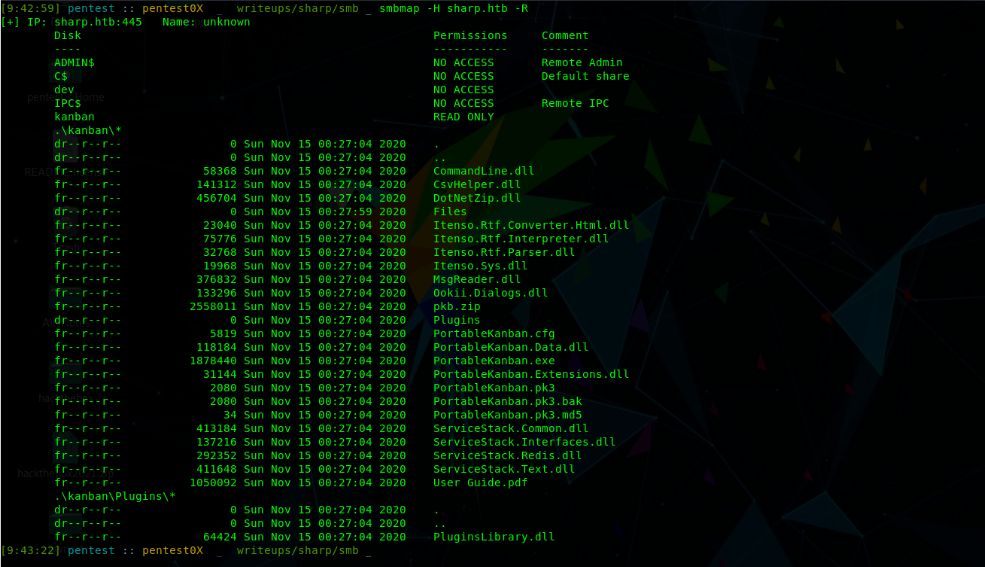 [9:42:59] pentest :: pentest0X _ writeups/sharp/smb _ smbmap -H sharp.htb -R
[+] IP: sharp.htb:445 Name: unknown
Disk Permissions Comment
---- ----------- -------
ADMIN$ NO ACCESS Remote Admin
C$ NO ACCESS Default share
dev NO ACCESS
IPC$ NO ACCESS Remote IPC
kanban READ ONLY
.\kanban\*
dr--r--r-- 0 Sun Nov 15 00:27:04 2020 .
dr--r--r-- 0 Sun Nov 15 00:27:04 2020 ..
fr--r--r-- 58368 Sun Nov 15 00:27:04 2020 CommandLine.dll
fr--r--r-- 141312 Sun Nov 15 00:27:04 2020 CsvHelper.dll
fr--r--r-- 456704 Sun Nov 15 00:27:04 2020 DotNetZip.dll
dr--r--r-- 0 Sun Nov 15 00:27:59 2020 Files
fr--r--r-- 23040 Sun Nov 15 00:27:04 2020 Itenso.Rtf.Converter.Html.dll
fr--r--r-- 75776 Sun Nov 15 00:27:04 2020 Itenso.Rtf.Interpreter.dll
fr--r--r-- 32768 Sun Nov 15 00:27:04 2020 Itenso.Rtf.Parser.dll
fr--r--r-- 19968 Sun Nov 15 00:27:04 2020 Itenso.Sys.dll
fr--r--r-- 376832 Sun Nov 15 00:27:04 2020 MsgReader.dll
fr--r--r-- 133296 Sun Nov 15 00:27:04 2020 Ookii.Dialogs.dll
fr--r--r-- 2558011 Sun Nov 15 00:27:04 2020 pkb.zip
dr--r--r-- 0 Sun Nov 15 00:27:04 2020 Plugins
fr--r--r-- 5819 Sun Nov 15 00:27:04 2020 PortableKanban.cfg
fr--r--r-- 118184 Sun Nov 15 00:27:04 2020 PortableKanban.Data.dll
fr--r--r-- 1878440 Sun Nov 15 00:27:04 2020 PortableKanban.exe
fr--r--r-- 31144 Sun Nov 15 00:27:04 2020 PortableKanban.Extensions.dll
fr--r--r-- 2080 Sun Nov 15 00:27:04 2020 PortableKanban.pk3
fr--r--r-- 2080 Sun Nov 15 00:27:04 2020 PortableKanban.pk3.bak
fr--r--r-- 34 Sun Nov 15 00:27:04 2020 PortableKanban.pk3.md5
fr--r--r-- 413184 Sun Nov 15 00:27:04 2020 ServiceStack.Common.dll
fr--r--r-- 137216 Sun Nov 15 00:27:04 2020 ServiceStack.Interfaces.dll
fr--r--r-- 292352 Sun Nov 15 00:27:04 2020 ServiceStack.Redis.dll
fr--r--r-- 411648 Sun Nov 15 00:27:04 2020 ServiceStack.Text.dll
fr--r--r-- 1050092 Sun Nov 15 00:27:04 2020 User Guide.pdf
.\kanban\Plugins\*
dr--r--r-- 0 Sun Nov 15 00:27:04 2020 .
dr--r--r-- 0 Sun Nov 15 00:27:04 2020 ..
fr--r--r-- 64424 Sun Nov 15 00:27:04 2020 PluginsLibrary.dll
[9:43:22] pentest :: pentest0X _ writeups/sharp/smb _